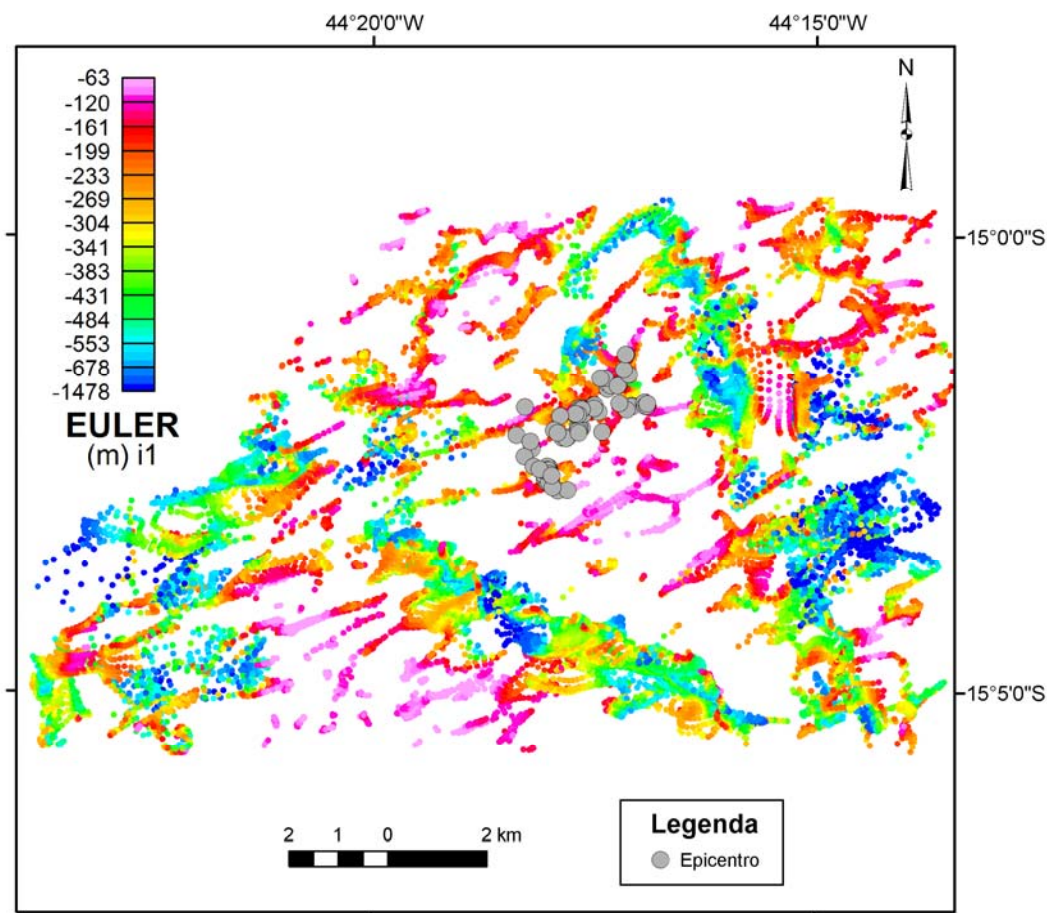 44°20'0"W
44°15'0"W
N
-63
-120
-161
-199
-233
-269
-304
-341
-383
-431
-484
-553
-678
-1478
EULER
(m) i1
15°0'0"S
15°5'0"S
2 1 0 2 km
Legenda
Epicentro